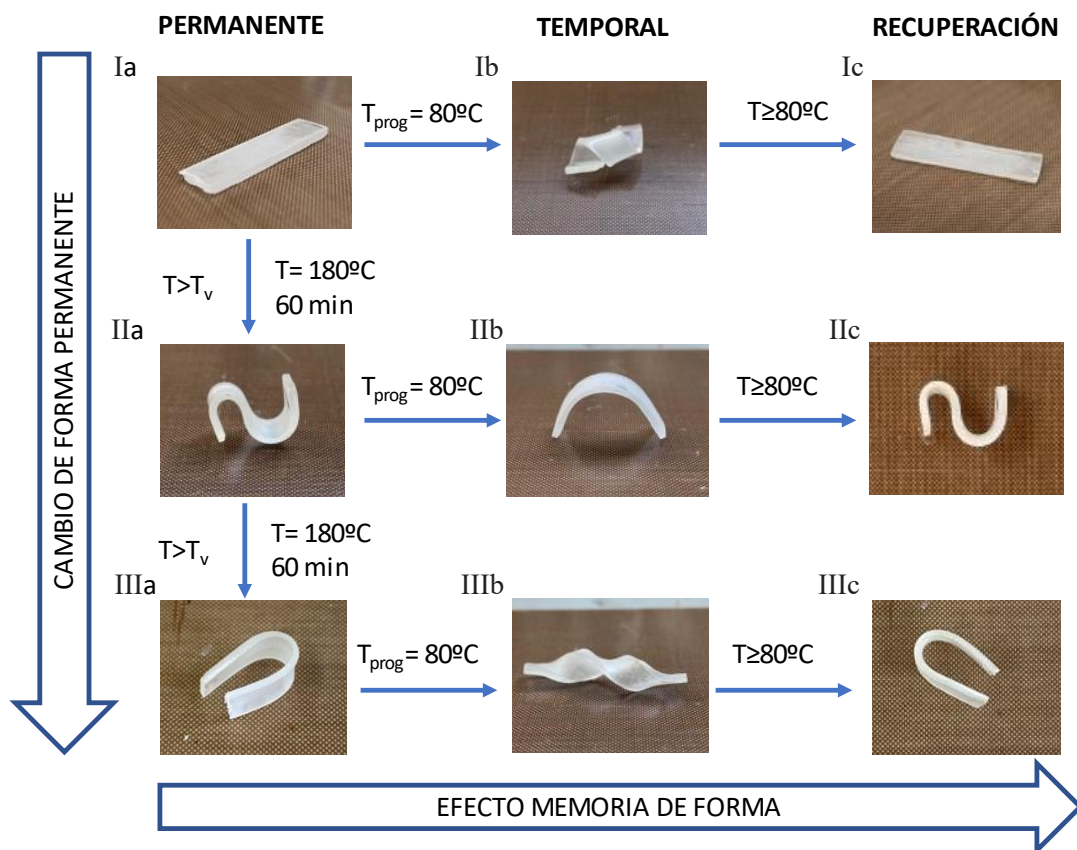 PERMANENTE
TEMPORAL
RECUPERACIÓN
Ia
Ib
Ic
Tprog = 80ºC
T≥80ºC
T>Tv
T= 180ºC
60 min
IIa
IIb
IIc
Tprog = 80ºC
T≥80ºC
T>Tv
T= 180ºC
60 min
IIIa
IIIb
IIIc
Tprog = 80ºC
T≥80ºC
CAMBIO DE FORMA PERMANENTE
EFECTO MEMORIA DE FORMA